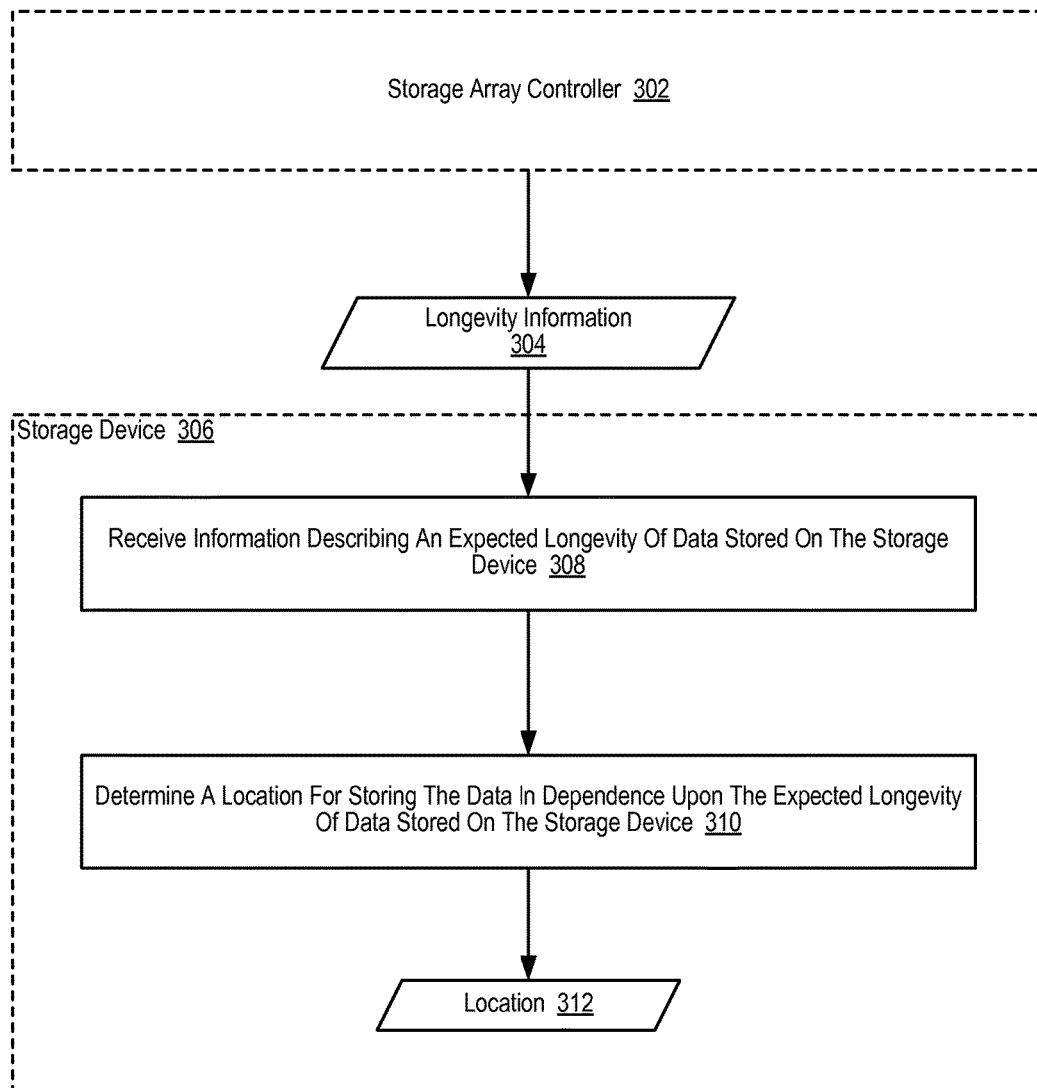 Storage Array Controller 302
Longevity Information
304
Storage Device 306
Receive Information Describing An Expected Longevity Of Data Stored On The Storage
Device 308
Determine A Location For Storing The Data In Dependence Upon The Expected Longevity
Of Data Stored On The Storage Device 310
Location 312